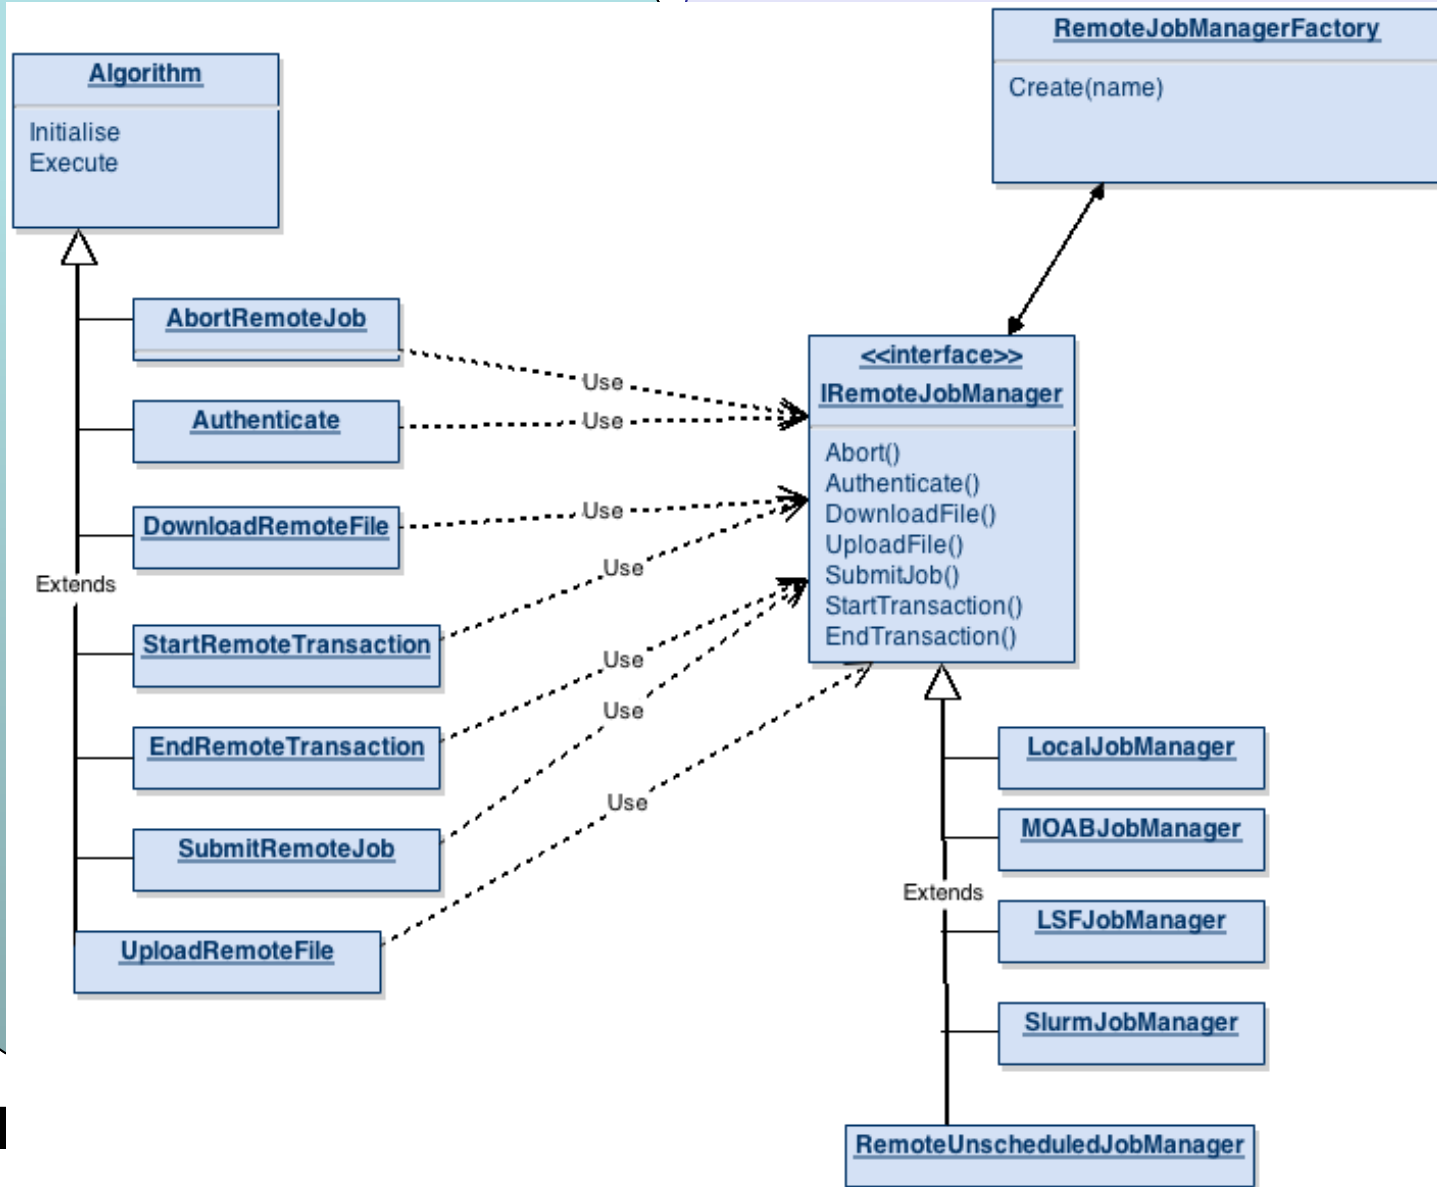 RemoteJobManagerFactory
Create(name)
Algorithm
Initialise
Execute
AbortRemoteJob
Authenticate
DownloadRemoteFile
Extends
StartRemoteTransaction
EndRemoteTransaction
SubmitRemoteJob
UploadRemoteFile
Use
Use
Use
Use
Use
Use
Use
<<interface>>
IRemoteJobManager
Abort()
Authenticate()
DownloadFile()
UploadFile()
SubmitJob()
StartTransaction()
EndTransaction()
LocalJobManager
MOABJobManager
Extends
LSFJobManager
SlurmJobManager
RemoteUnscheduledJobManager